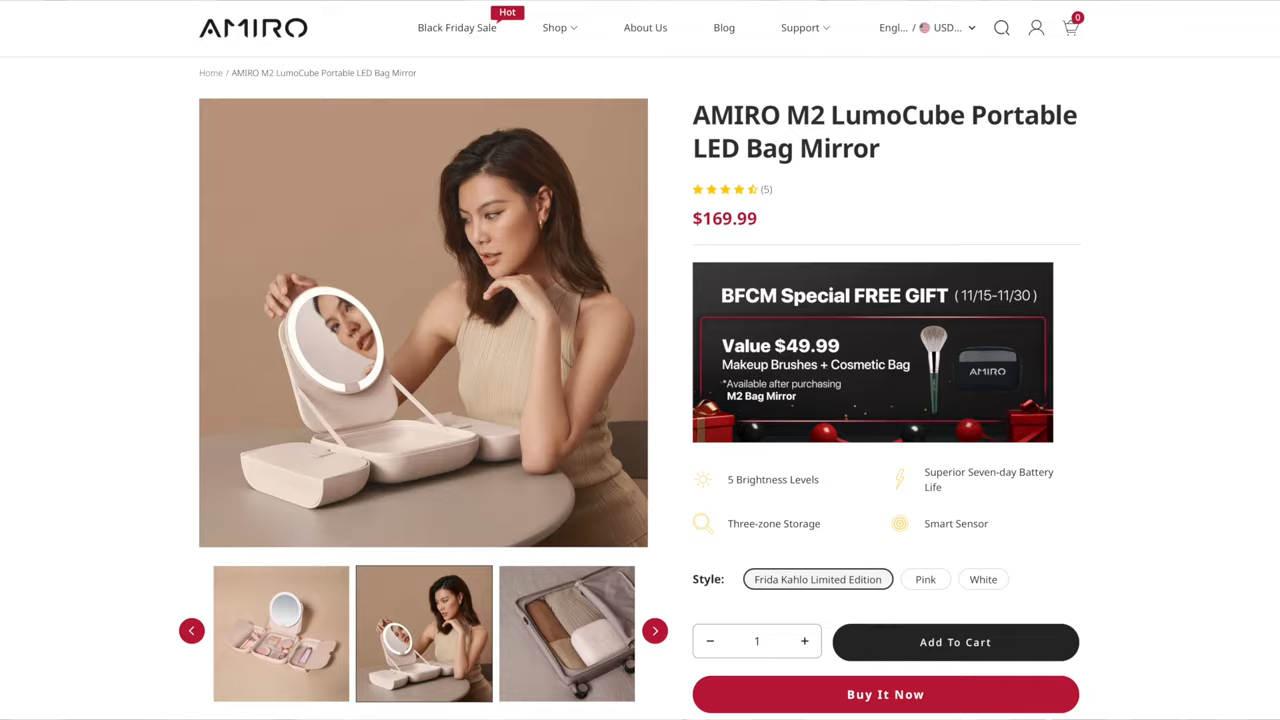 AMIRO
Black Friday Sale
Hot
Shop
About Us
Blog
Support
Engl... / USD...
0
Home / AMIRO M2 LumoCube Portable LED Bag Mirror
AMIRO M2 LumoCube Portable
LED Bag Mirror
(5)
$169.99
BFCM Special FREE GIFT (11/15-11/30)
Value $49.99
Makeup Brushes + Cosmetic Bag
*Available after purchasing
M2 Bag Mirror
AMIRO
5 Brightness Levels
Superior Seven-day Battery
Life
Three-zone Storage
Smart Sensor
Style:
Frida Kahlo Limited Edition
Pink
White
− 1 +
Add To Cart
Buy It Now